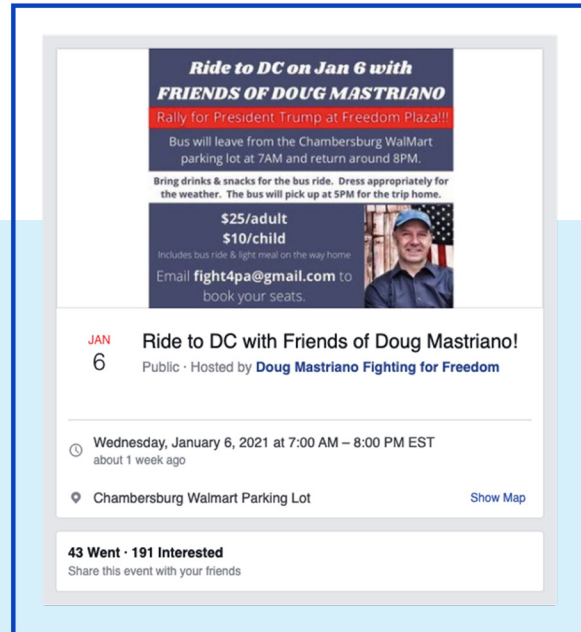 Ride to DC on Jan 6 with
FRIENDS OF DOUG MASTRIANO
Rally for President Trump at Freedom Plaza!!!
Bus will leave from the Chambersburg WalMart
parking lot at 7AM and return around 8PM.
Bring drinks & snacks for the bus ride. Dress appropriately for
the weather. The bus will pick up at 5PM for the trip home.
$25/adult
$10/child
Includes bus ride & light meal on the way home
Email fight4pa@gmail.com to
book your seats.
JAN
6
Ride to DC with Friends of Doug Mastriano!
Public · Hosted by Doug Mastriano Fighting for Freedom
Wednesday, January 6, 2021 at 7:00 AM – 8:00 PM EST
about 1 week ago
Chambersburg Walmart Parking Lot
Show Map
43 Went · 191 Interested
Share this event with your friends